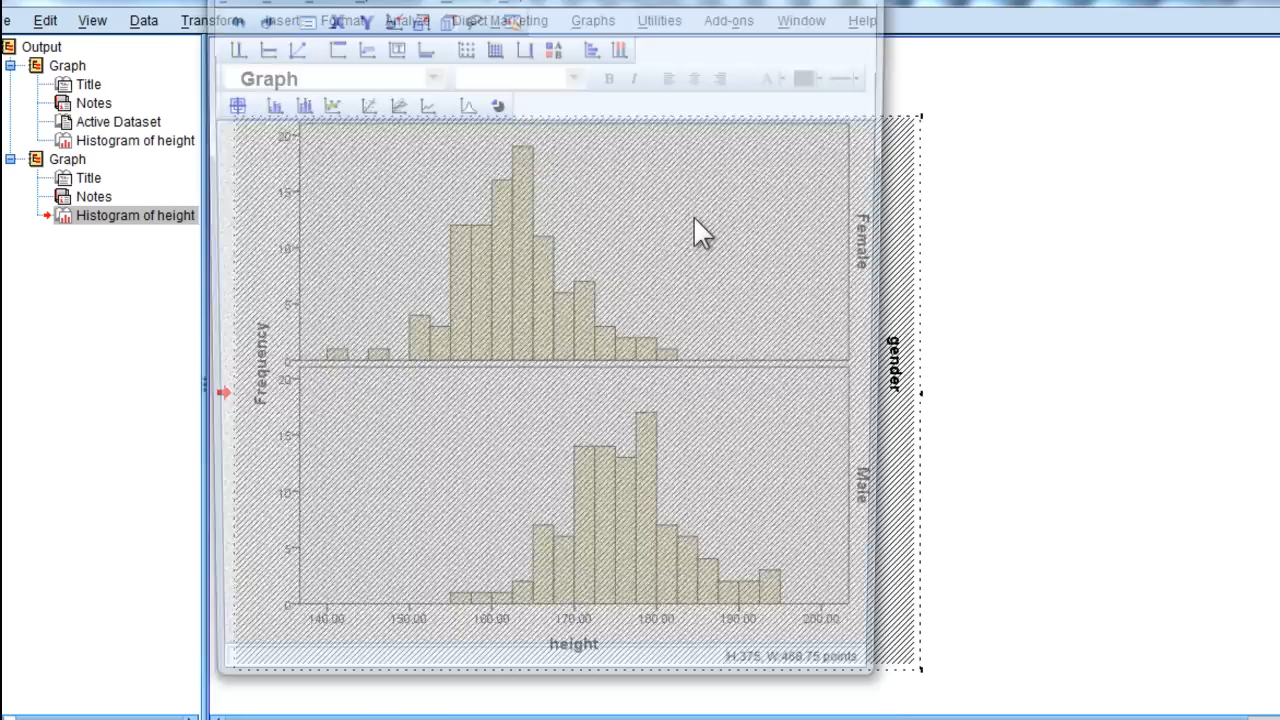 e Edit View Data Transform Insert Format Analyze Direct Marketing Graphs Utilities Add-ons Window Help
Output
Graph
Title
Notes
Active Dataset
Histogram of height
Graph
Title
Notes
Histogram of height
Graph B I A
20
15
10
5
0
Female
20
15
10
5
0
Male
Frequency
gender
140.00 150.00 160.00 170.00 180.00 190.00 200.00
height
H:375, W:468.75 points